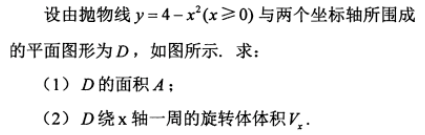 设由抛物线 y = 4 − x²(x ⩾ 0) 与两个坐标轴所围成
的平面图形为 D，如图所示. 求：
（1） D 的面积 A；
（2） D 绕 x 轴一周的旋转体体积 Vₓ.